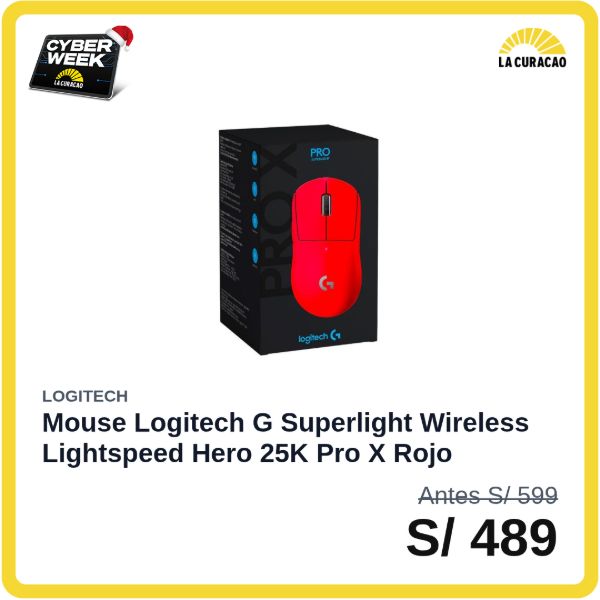 CYBER
WEEK
LA CURACAO
LA CURACAO
PRO
PRO X
logitech G
LOGITECH
Mouse Logitech G Superlight Wireless
Lightspeed Hero 25K Pro X Rojo
Antes S/ 599
S/ 489